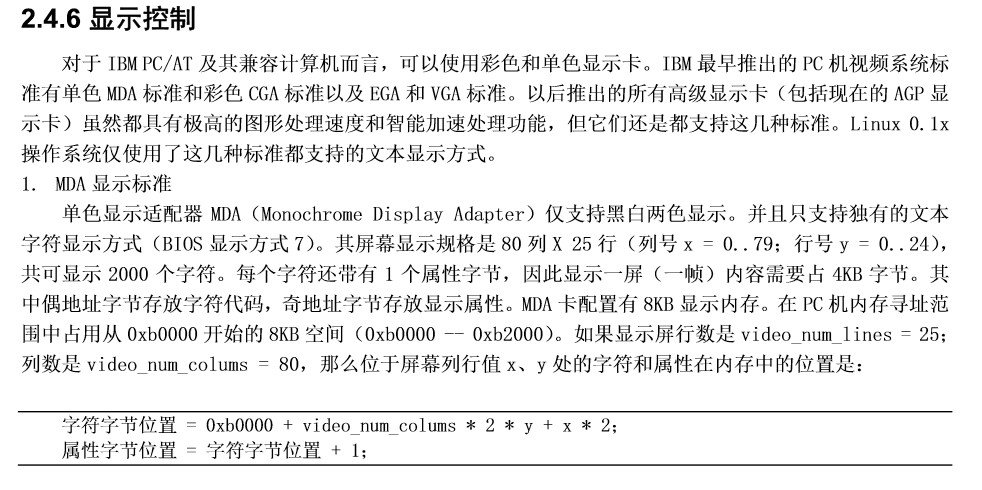 2.4.6 显示控制
对于 IBM PC/AT 及其兼容计算机而言，可以使用彩色和单色显示卡。IBM 最早推出的 PC 机视频系统标
准有单色 MDA 标准和彩色 CGA 标准以及 EGA 和 VGA 标准。以后推出的所有高级显示卡（包括现在的 AGP 显
示卡）虽然都具有极高的图形处理速度和智能加速处理功能，但它们还是都支持这几种标准。Linux 0.1x
操作系统仅使用了这几种标准都支持的文本显示方式。
1. MDA 显示标准
单色显示适配器 MDA（Monochrome Display Adapter）仅支持黑白两色显示。并且只支持独有的文本
字符显示方式（BIOS 显示方式 7）。其屏幕显示规格是 80 列 X 25 行（列号 x = 0..79；行号 y = 0..24），
共可显示 2000 个字符。每个字符还带有 1 个属性字节，因此显示一屏（一帧）内容需要占 4KB 字节。其
中偶地址字节存放字符代码，奇地址字节存放显示属性。MDA 卡配置有 8KB 显示内存。在 PC 机内存寻址范
围中占用从 0xb0000 开始的 8KB 空间（0xb0000 -- 0xb2000）。如果显示屏行数是 video_num_lines = 25；
列数是 video_num_colums = 80，那么位于屏幕列行值 x、y 处的字符和属性在内存中的位置是：
字符字节位置 = 0xb0000 + video_num_colums * 2 * y + x * 2;
属性字节位置 = 字符字节位置 + 1;